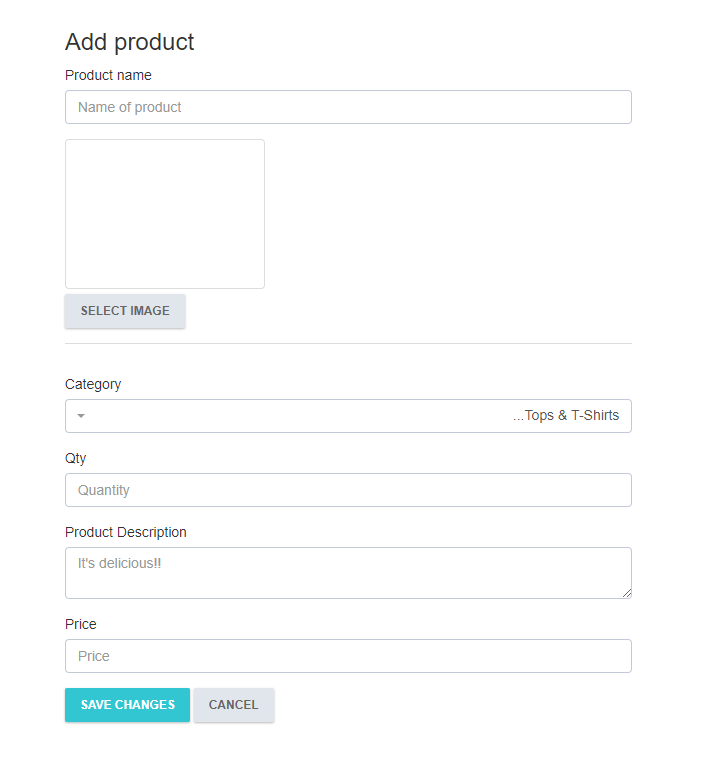 Add product
Product name
Name of product
SELECT IMAGE
Category
...Tops & T-Shirts
Qty
Quantity
Product Description
It's delicious!!
Price
Price
SAVE CHANGES CANCEL